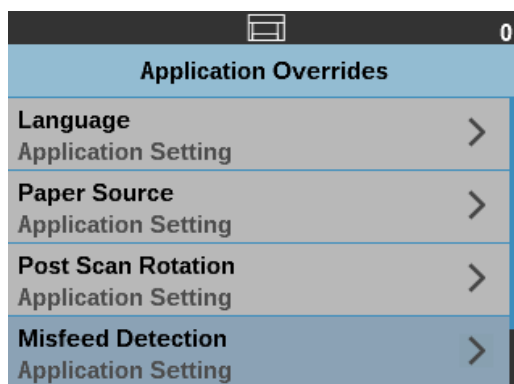 0
Application Overrides
Language
Application Setting
Paper Source
Application Setting
Post Scan Rotation
Application Setting
Misfeed Detection
Application Setting